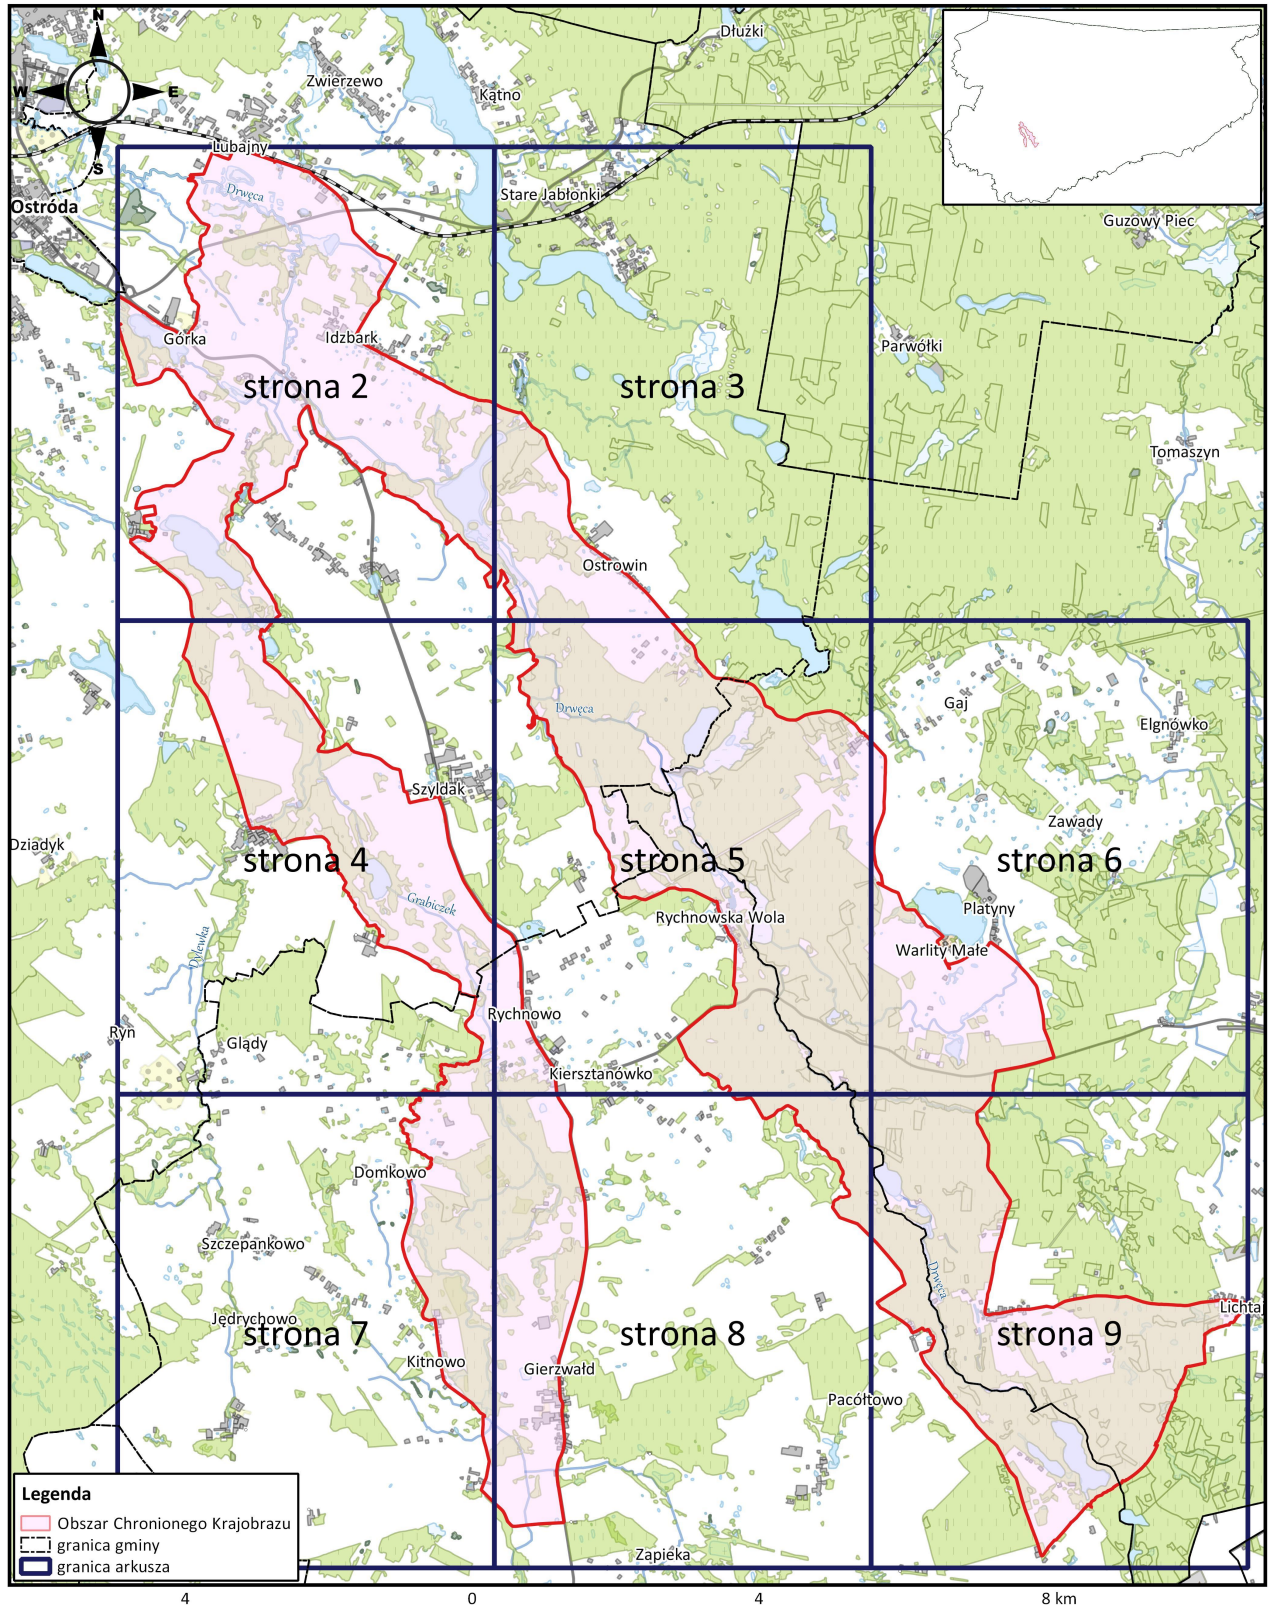 N
W
E
S
Dłużki
Zwierzewo
Kątno
Lubajny
Drwęca
Stare Jabłonki
Ostróda
Guzowy Piec
Górka
Idzbark
Parwółki
strona 2
strona 3
Tomaszyn
Ostrowin
Drwęca
Gaj
Elgnówko
Szyldak
Zawady
Dziadyk
strona 4
strona 5
strona 6
Grabiczek
Platyny
Rychnowska Wola
Dylewka
Warlity Małe
Rychnowo
Ryn
Glądy
Kiersztanówko
Domkowo
Szczepankowo
Drwęca
Lichtaj
Jędrychowo
strona 7
strona 8
strona 9
Kitnowo
Gierzwałd
Pacółtowo
Zapieka
Legenda
Obszar Chronionego Krajobrazu
granica gminy
granica arkusza
4 0 4 8 km